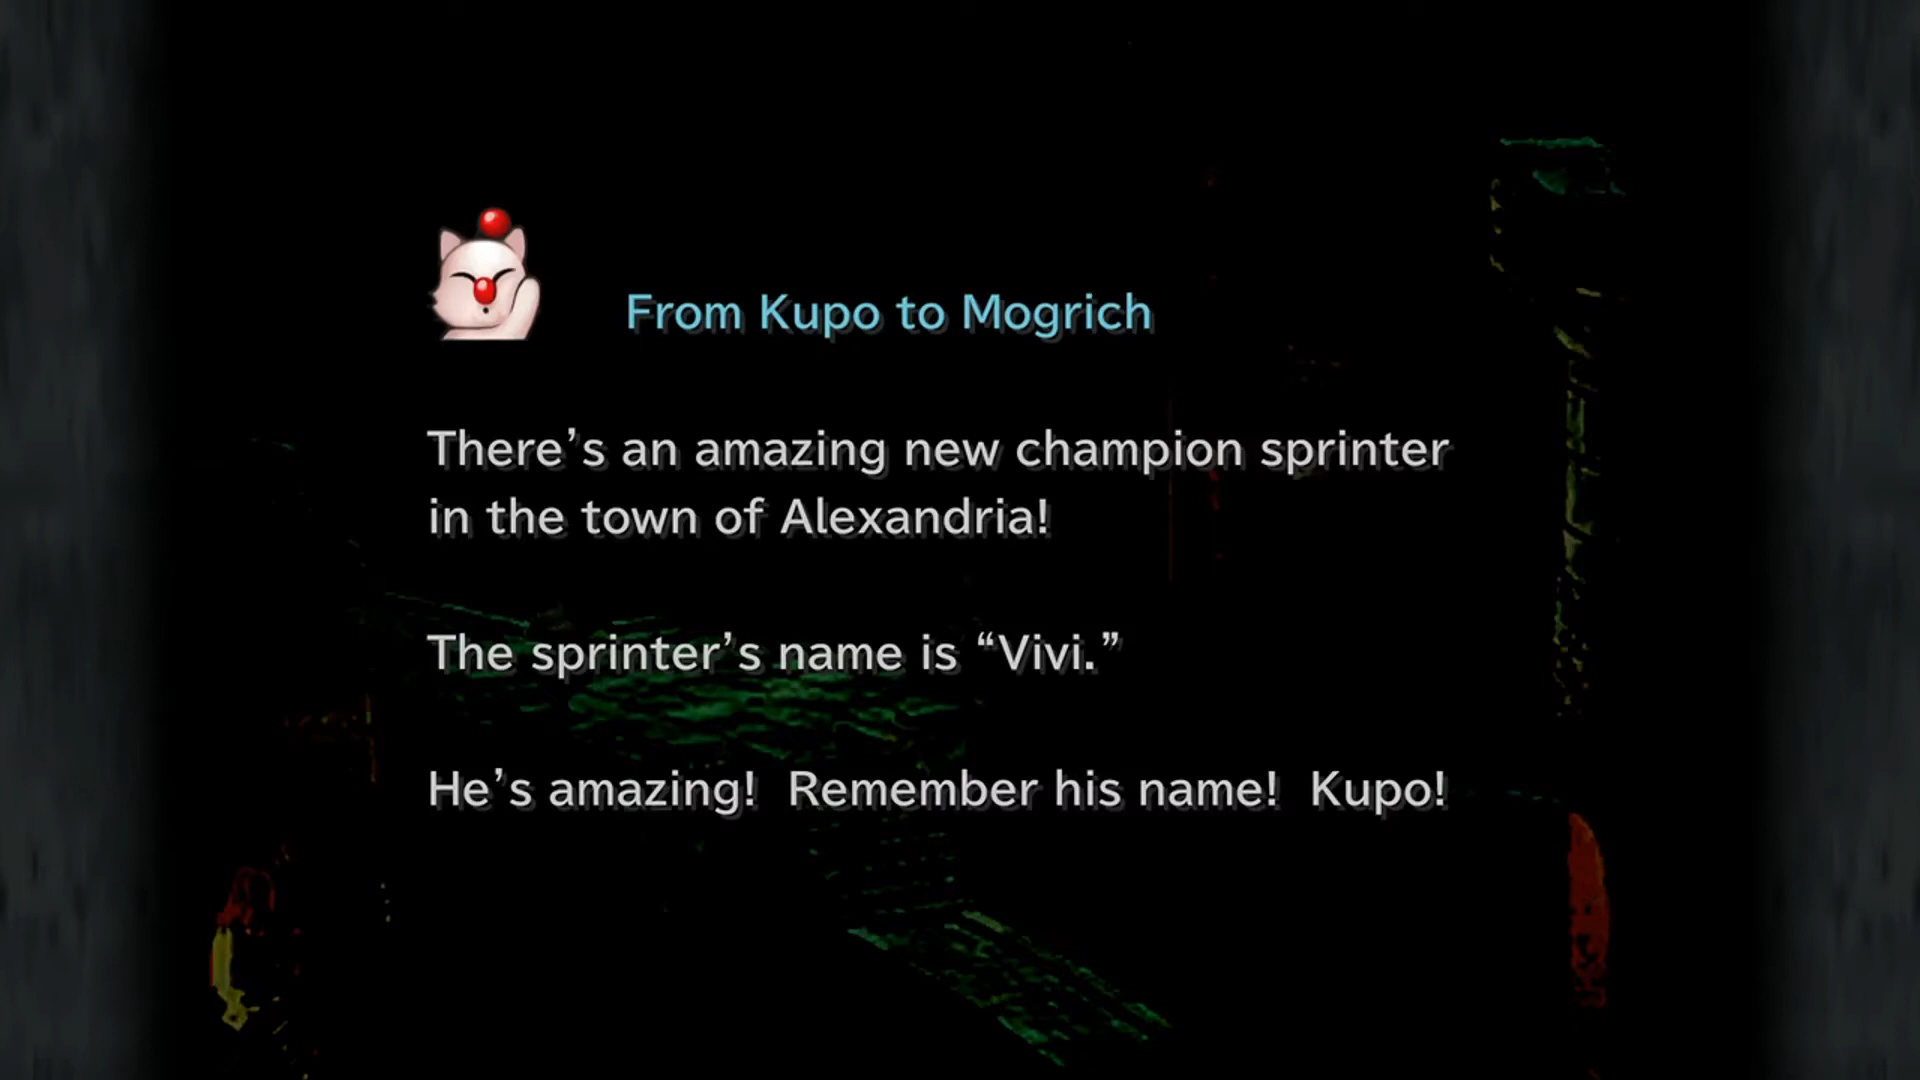 From Kupo to Mogrich
There’s an amazing new champion sprinter
in the town of Alexandria!
The sprinter’s name is “Vivi.”
He’s amazing!  Remember his name!  Kupo!